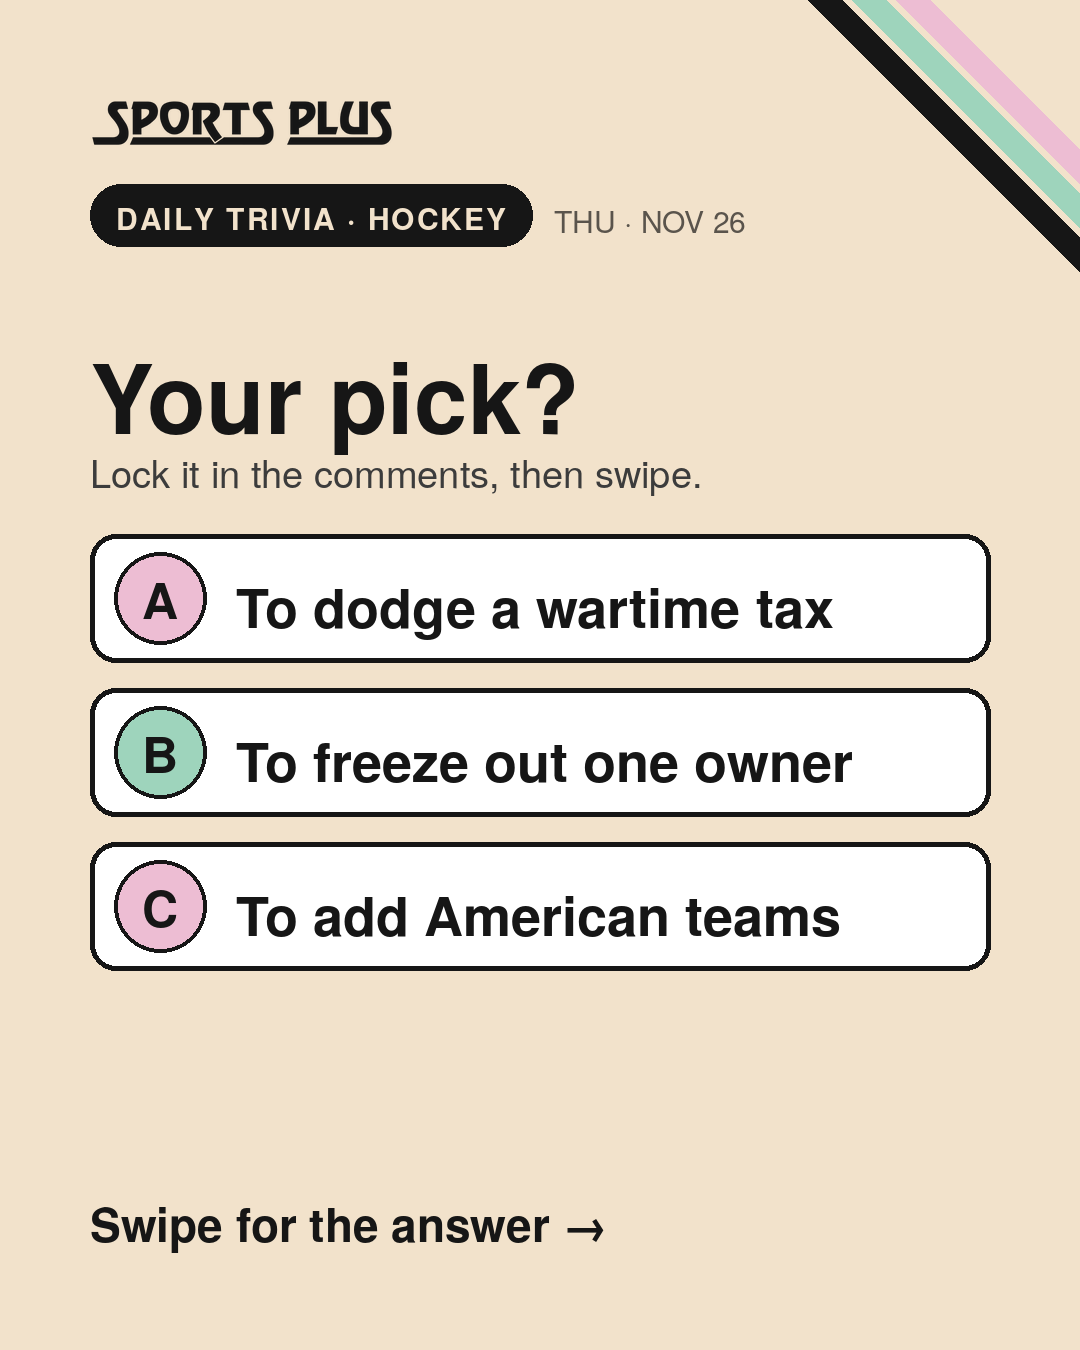 SPORTS PLUS
DAILY TRIVIA · HOCKEY
THU · NOV 26
Your pick?
Lock it in the comments, then swipe.
A To dodge a wartime tax
B To freeze out one owner
C To add American teams
Swipe for the answer →